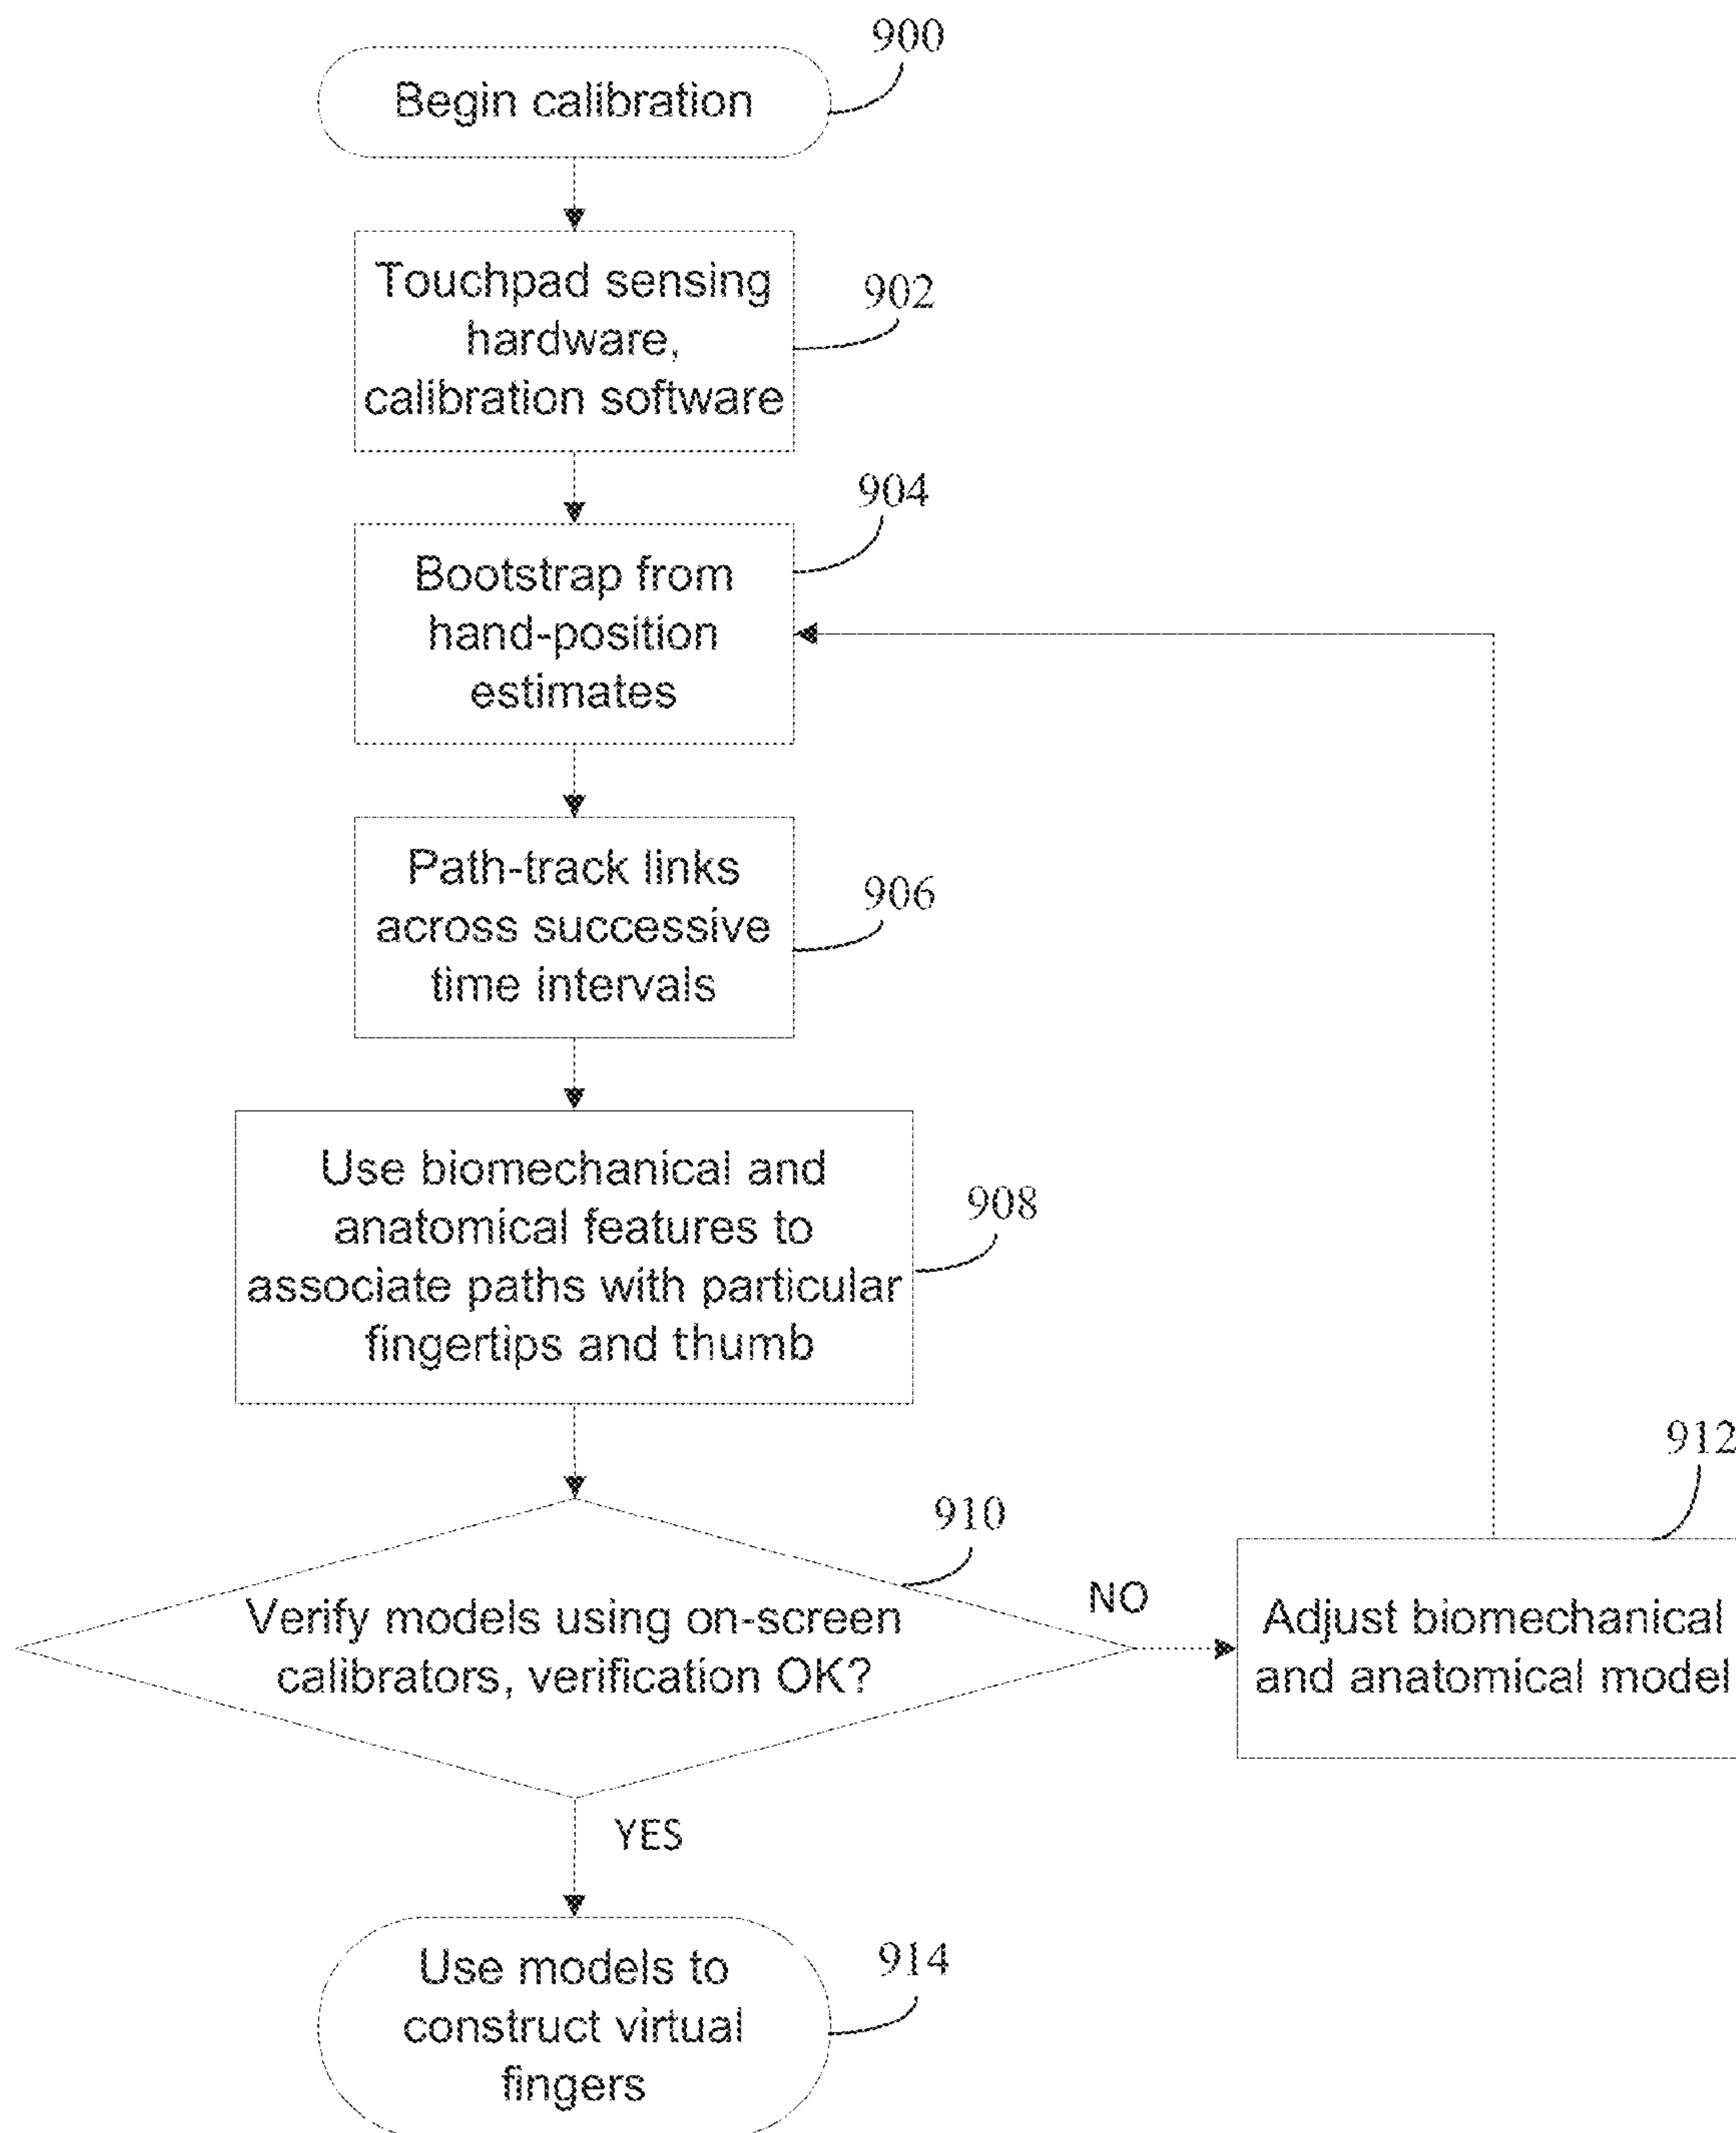 900
Begin calibration
Touchpad sensing
hardware,
calibration software
902
904
Bootstrap from
hand-position
estimates
Path-track links
across successive
time intervals
906
Use biomechanical and
anatomical features to
associate paths with particular
fingertips and thumb
908
910
Verify models using on-screen
calibrators, verification OK?
NO
912
Adjust biomechanical
and anatomical model
YES
Use models to
construct virtual
fingers
914